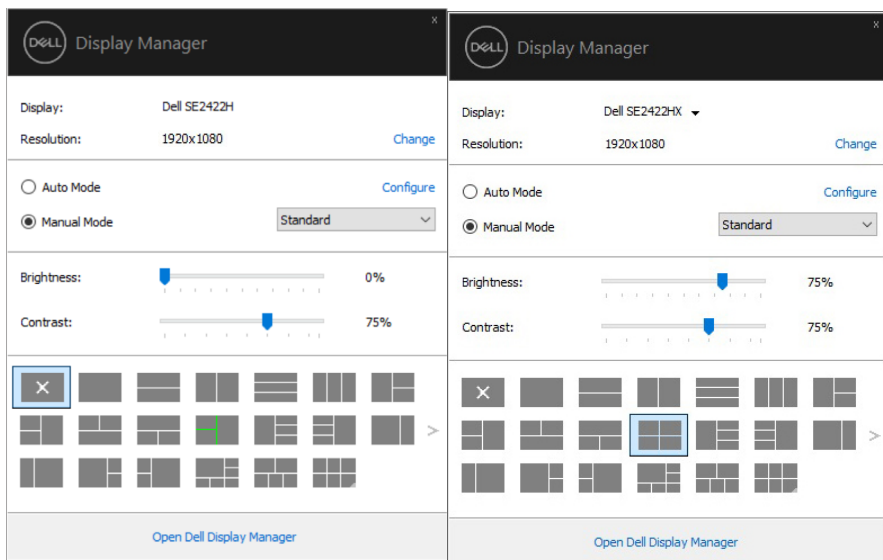 DELL Display Manager x
Display: Dell SE2422H
Resolution: 1920x1080 Change
Auto Mode Configure
Manual Mode Standard
Brightness: 0%
Contrast: 75%
Open Dell Display Manager
DELL Display Manager x
Display: Dell SE2422HX
Resolution: 1920x1080 Change
Auto Mode Configure
Manual Mode Standard
Brightness: 75%
Contrast: 75%
Open Dell Display Manager